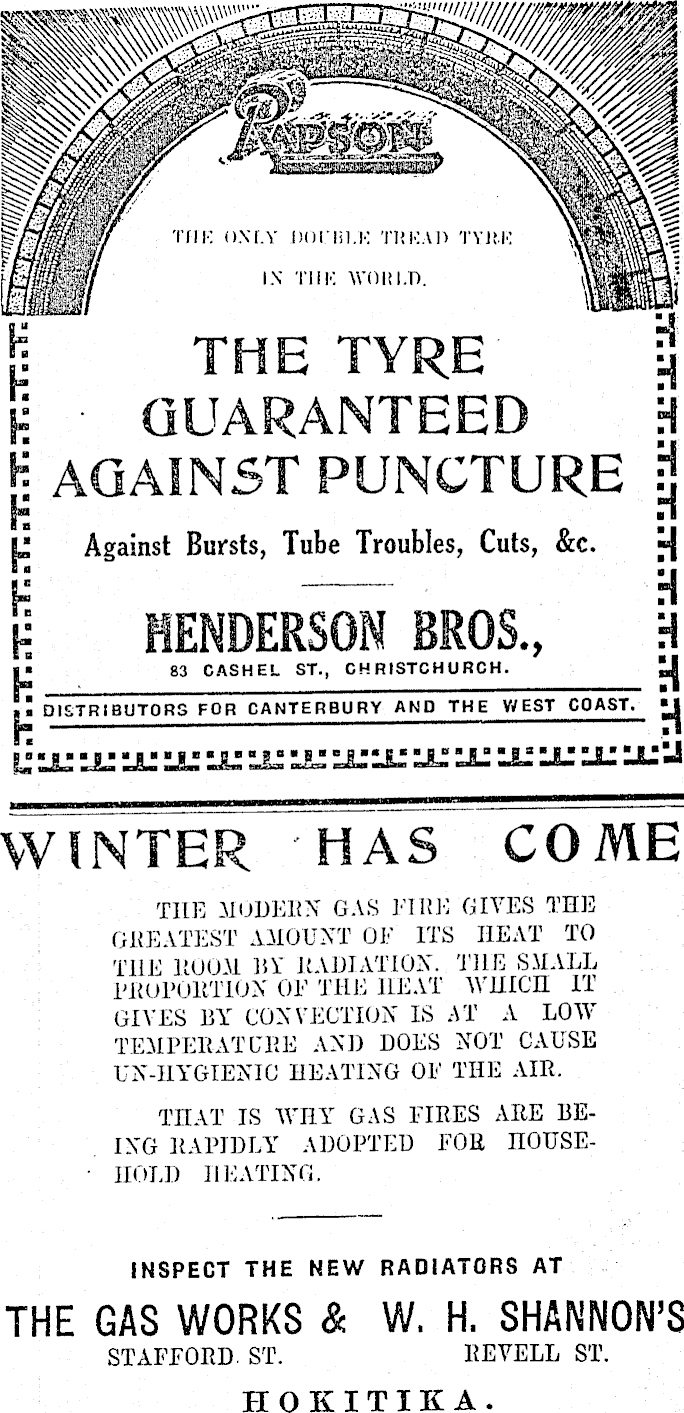 RAPSON
THE ONLY DOUBLE TREAD TYRE
IN THE WORLD.
THE TYRE
GUARANTEED
AGAINST PUNCTURE
Against Bursts, Tube Troubles, Cuts, &c.
HENDERSON BROS.,
83 CASHEL ST., CHRISTCHURCH.
DISTRIBUTORS FOR CANTERBURY AND THE WEST COAST.
WINTER HAS COME
THE MODERN GAS FIRE GIVES THE
GREATEST AMOUNT OF ITS HEAT TO
THE ROOM BY RADIATION. THE SMALL
PROPORTION OF THE HEAT WHICH IT
GIVES BY CONVECTION IS AT A LOW
TEMPERATURE AND DOES NOT CAUSE
UN-HYGIENIC HEATING OF THE AIR.
THAT IS WHY GAS FIRES ARE BE-
ING RAPIDLY ADOPTED FOR HOUSE-
HOLD HEATING.
INSPECT THE NEW RADIATORS AT
THE GAS WORKS & W. H. SHANNON'S
STAFFORD ST. REVELL ST.
HOKITIKA.